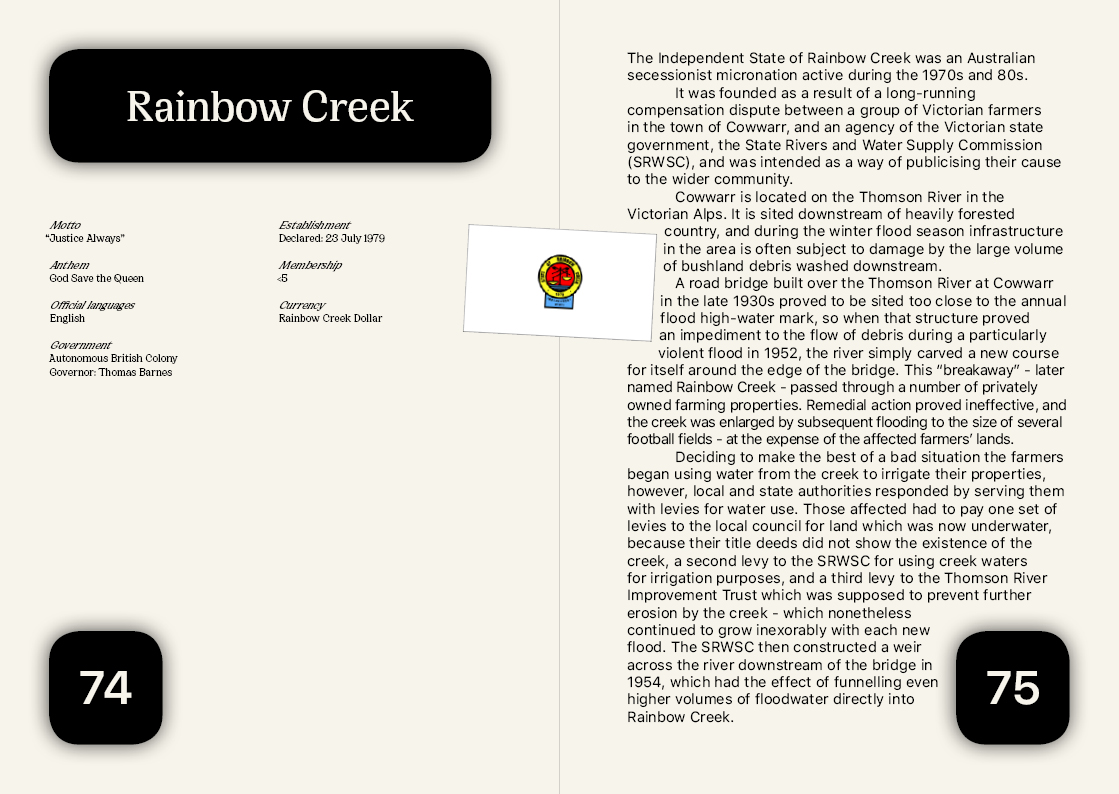 Rainbow Creek
Motto
“Justice Always”
Anthem
God Save the Queen
Official languages
English
Government
Autonomous British Colony
Governor: Thomas Barnes
Establishment
Declared: 23 July 1979
Membership
<5
Currency
Rainbow Creek Dollar
74
The Independent State of Rainbow Creek was an Australian
secessionist micronation active during the 1970s and 80s.
It was founded as a result of a long-running
compensation dispute between a group of Victorian farmers
in the town of Cowwarr, and an agency of the Victorian state
government, the State Rivers and Water Supply Commission
(SRWSC), and was intended as a way of publicising their cause
to the wider community.
Cowwarr is located on the Thomson River in the
Victorian Alps. It is sited downstream of heavily forested
country, and during the winter flood season infrastructure
in the area is often subject to damage by the large volume
of bushland debris washed downstream.
A road bridge built over the Thomson River at Cowwarr
in the late 1930s proved to be sited too close to the annual
flood high-water mark, so when that structure proved
an impediment to the flow of debris during a particularly
violent flood in 1952, the river simply carved a new course
for itself around the edge of the bridge. This “breakaway” – later
named Rainbow Creek – passed through a number of privately
owned farming properties. Remedial action proved ineffective, and
the creek was enlarged by subsequent flooding to the size of several
football fields – at the expense of the affected farmers’ lands.
Deciding to make the best of a bad situation the farmers
began using water from the creek to irrigate their properties,
however, local and state authorities responded by serving them
with levies for water use. Those affected had to pay one set of
levies to the local council for land which was now underwater,
because their title deeds did not show the existence of the
creek, a second levy to the SRWSC for using creek waters
for irrigation purposes, and a third levy to the Thomson River
Improvement Trust which was supposed to prevent further
erosion by the creek – which nonetheless
continued to grow inexorably with each new
flood. The SRWSC then constructed a weir
across the river downstream of the bridge in
1954, which had the effect of funnelling even
higher volumes of floodwater directly into
Rainbow Creek.
75